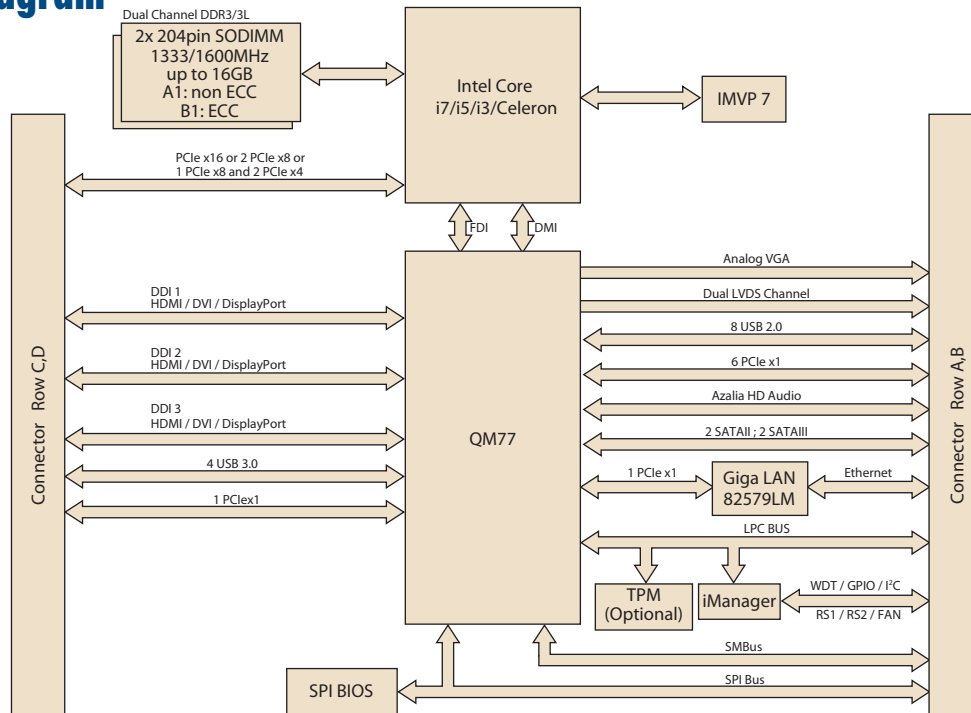 Dual Channel DDR3/3L
2x 204pin SODIMM
1333/1600MHz
up to 16GB
A1: non ECC
B1: ECC
Intel Core
i7/i5/i3/Celeron
IMVP 7
PCIe x16 or 2 PCIe x8 or
1 PCIe x8 and 2 PCIe x4
FDI
DMI
Connector Row C,D
DDI 1
HDMI / DVI / DisplayPort
DDI 2
HDMI / DVI / DisplayPort
DDI 3
HDMI / DVI / DisplayPort
4 USB 3.0
1 PCIex1
QM77
Analog VGA
Dual LVDS Channel
8 USB 2.0
6 PCIe x1
Azalia HD Audio
2 SATAII ; 2 SATAIII
1 PCIe x1
Giga LAN
82579LM
Ethernet
LPC BUS
TPM
(Optional)
iManager
WDT / GPIO / I²C
RS1 / RS2 / FAN
SMBus
SPI Bus
SPI BIOS
Connector Row A,B